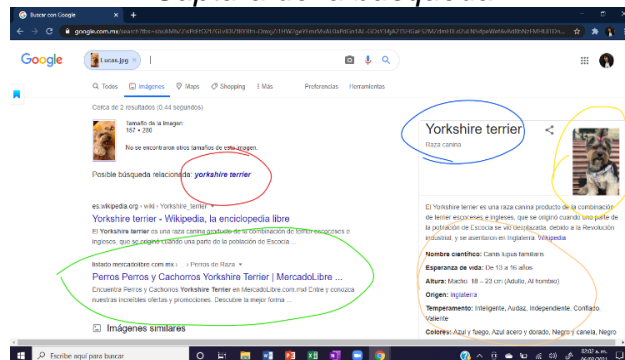 Buscar con Google
google.com.mx/search?tbs=
Google
Lucas.jpg
Todos
Imágenes
Maps
Shopping
Más
Preferencias
Herramientas
Cerca de 2 resultados (0.44 segundos)
Tamaño de la imagen:
187 × 280
No se encontraron otros tamaños de esta imagen.
Posible búsqueda relacionada: yorkshire terrier
es.wikipedia.org › wiki › Yorkshire_terrier
Yorkshire terrier - Wikipedia, la enciclopedia libre
El Yorkshire terrier es una raza canina producto de la combinación de terrier escoceses e
ingleses, que se originó cuando una parte de la población de Escocia ...
listado.mercadolibre.com.mx › ... › Perros de Raza
Perros Perros y Cachorros Yorkshire Terrier | MercadoLibre ...
Encuentra Perros y Cachorros Yorkshire Terrier en MercadoLibre.com.mx! Entre y conozca
nuestras increíbles ofertas y promociones. Descubre la mejor forma ...
Imágenes similares
Yorkshire terrier
Raza canina
El Yorkshire terrier es una raza canina producto de la combinación
de terrier escoceses e ingleses, que se originó cuando una parte de
la población de Escocia se vio desplazada, debido a la Revolución
Industrial, y se asentaron en Inglaterra. Wikipedia
Nombre científico: Canis lupus familiaris
Esperanza de vida: De 13 a 16 años
Altura: Macho: 18 – 23 cm (Adulto, Al hombro)
Origen: Inglaterra
Temperamento: Inteligente, Audaz, Independiente, Confiado,
Valiente
Colores: Azul y fuego, Azul acero y dorado, Negro y canela, Negro
Escribe aquí para buscar